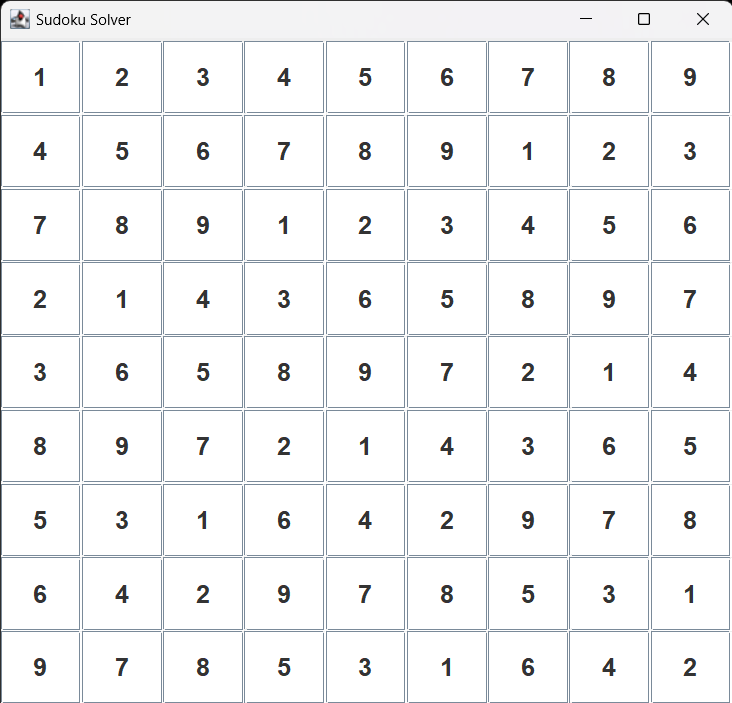 Sudoku Solver
1 2 3 4 5 6 7 8 9
4 5 6 7 8 9 1 2 3
7 8 9 1 2 3 4 5 6
2 1 4 3 6 5 8 9 7
3 6 5 8 9 7 2 1 4
8 9 7 2 1 4 3 6 5
5 3 1 6 4 2 9 7 8
6 4 2 9 7 8 5 3 1
9 7 8 5 3 1 6 4 2